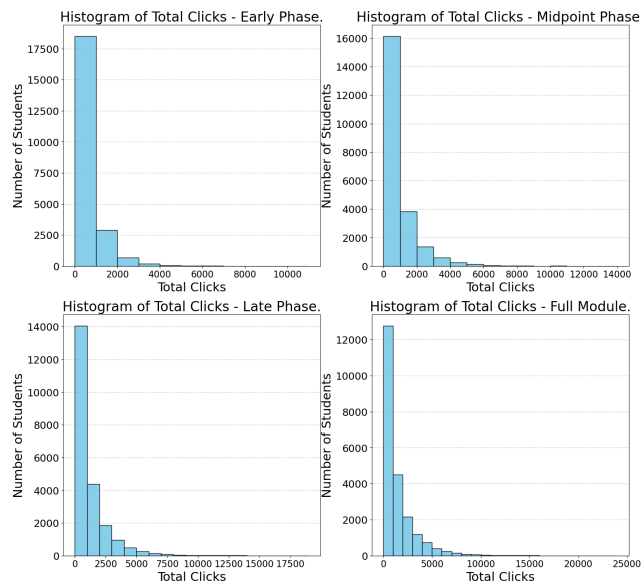 Histogram of Total Clicks - Early Phase.
Number of Students
17500
15000
12500
10000
7500
5000
2500
0
0 2000 4000 6000 8000 10000
Total Clicks
Histogram of Total Clicks - Midpoint Phase
Number of Students
16000
14000
12000
10000
8000
6000
4000
2000
0
0 2000 4000 6000 8000 10000 12000 14000
Total Clicks
Histogram of Total Clicks - Late Phase.
Number of Students
14000
12000
10000
8000
6000
4000
2000
0
0 2500 5000 7500 10000 12500 15000 17500
Total Clicks
Histogram of Total Clicks - Full Module.
Number of Students
12000
10000
8000
6000
4000
2000
0
0 5000 10000 15000 20000 25000
Total Clicks